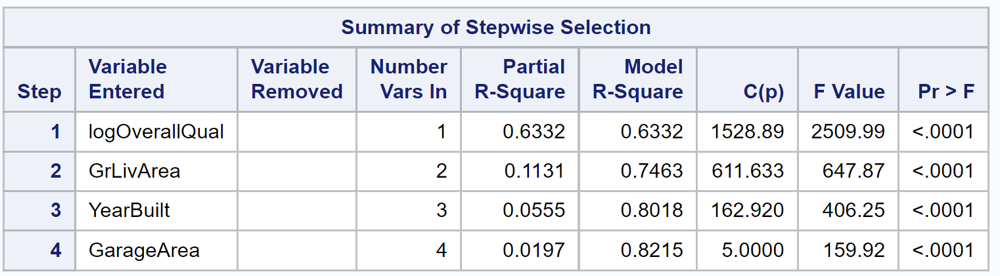 Summary of Stepwise Selection
Step Variable Entered Variable Removed Number Vars In Partial R-Square Model R-Square C(p) F Value Pr > F
1 logOverallQual 1 0.6332 0.6332 1528.89 2509.99 <.0001
2 GrLivArea 2 0.1131 0.7463 611.633 647.87 <.0001
3 YearBuilt 3 0.0555 0.8018 162.920 406.25 <.0001
4 GarageArea 4 0.0197 0.8215 5.0000 159.92 <.0001